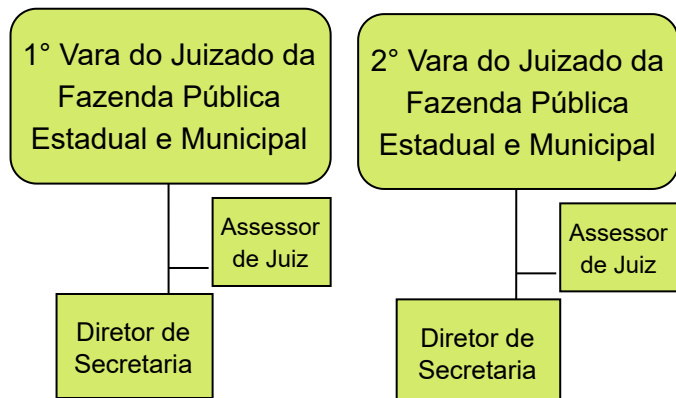 1° Vara do Juizado da
Fazenda Pública
Estadual e Municipal
Assessor
de Juiz
Diretor de
Secretaria
2° Vara do Juizado da
Fazenda Pública
Estadual e Municipal
Assessor
de Juiz
Diretor de
Secretaria